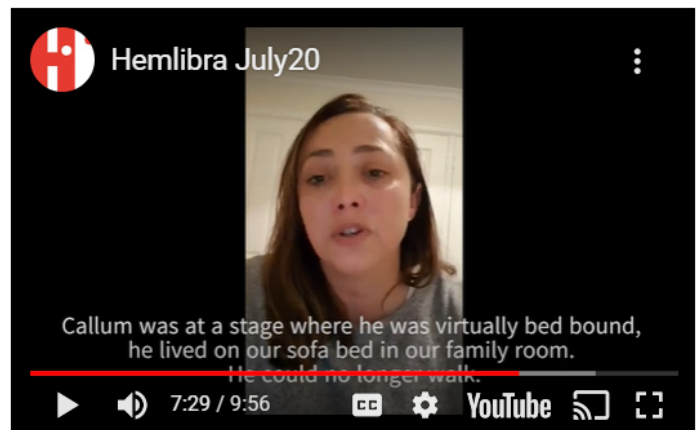 Hemlibra July20
Callum was at a stage where he was virtually bed bound,
he lived on our sofa bed in our family room.
He could no longer walk.
7:29 / 9:56
CC
YouTube